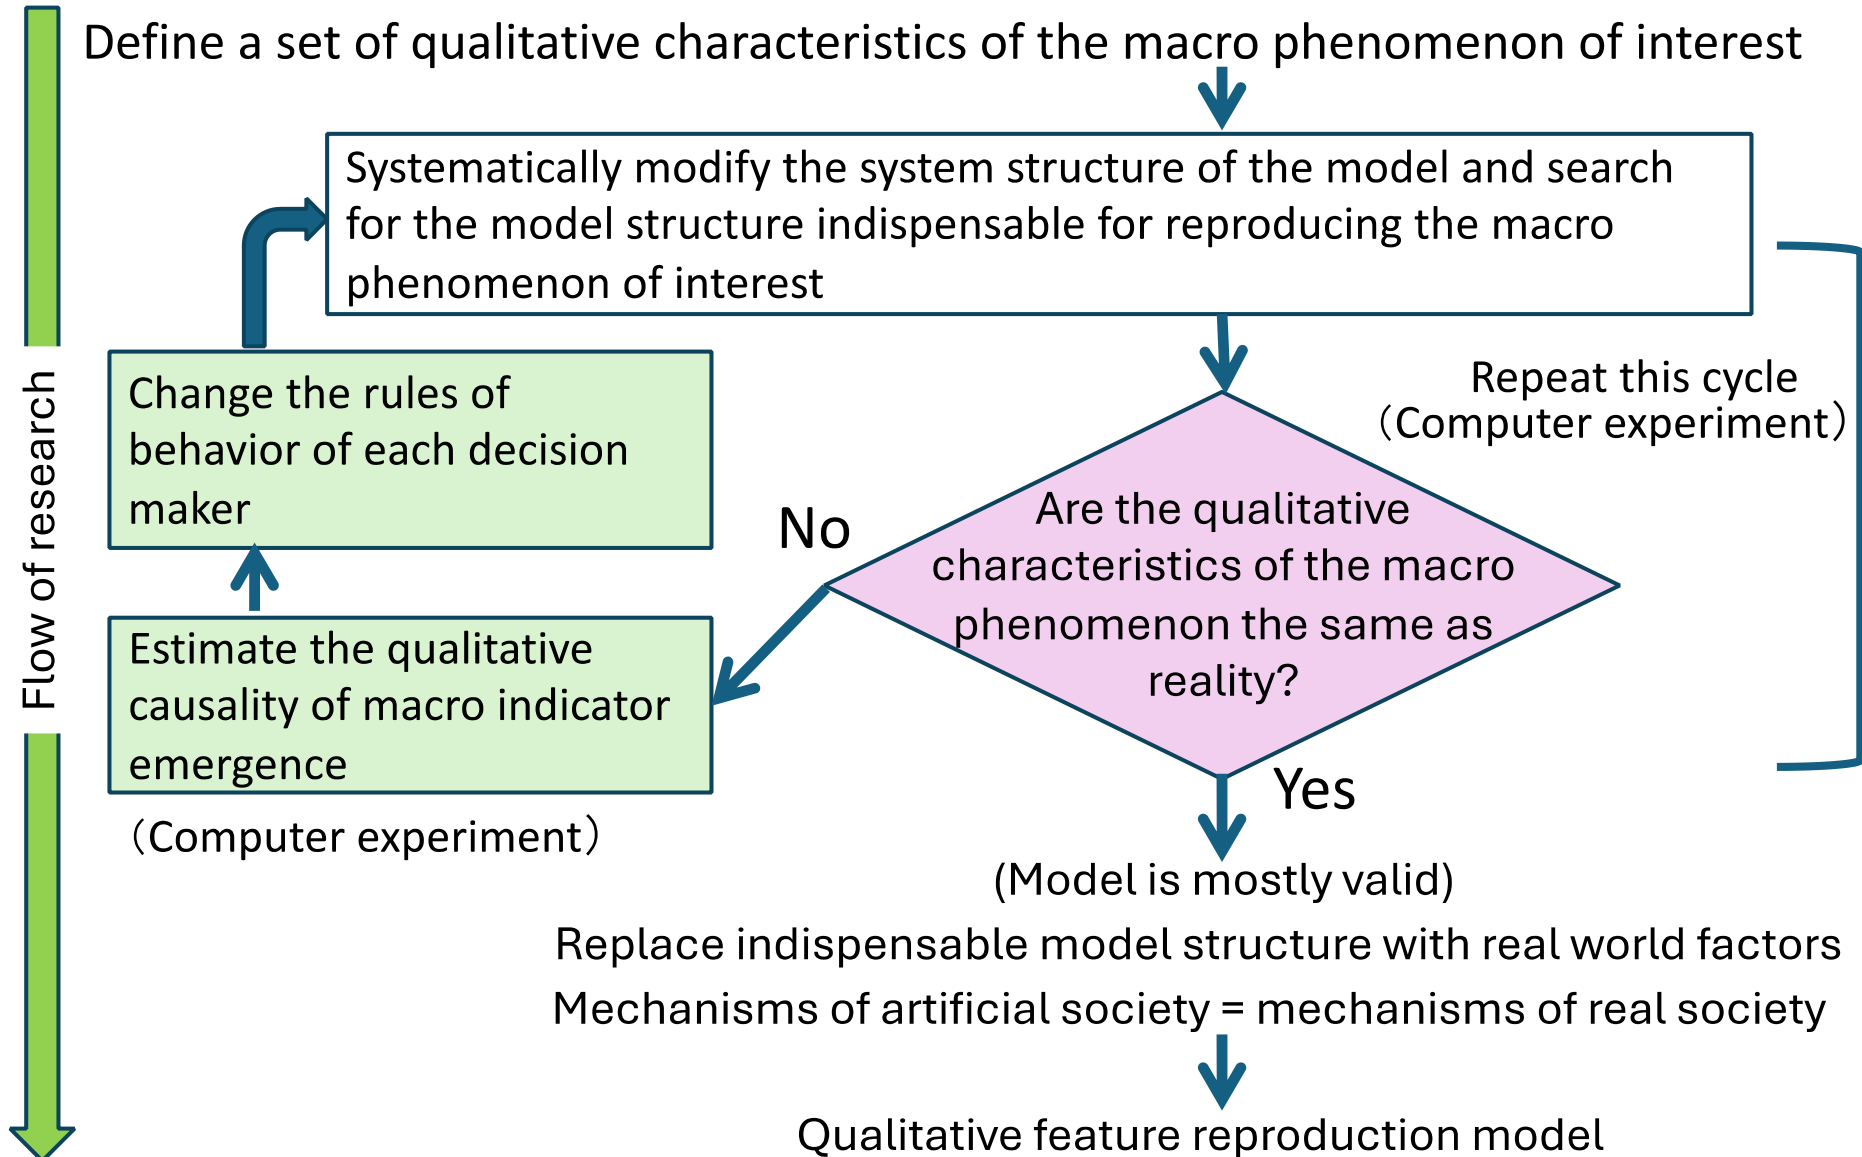 Define a set of qualitative characteristics of the macro phenomenon of interest
Systematically modify the system structure of the model and search
for the model structure indispensable for reproducing the macro
phenomenon of interest
Change the rules of
behavior of each decision
maker
Estimate the qualitative
causality of macro indicator
emergence
（Computer experiment）
Flow of research
No
Are the qualitative
characteristics of the macro
phenomenon the same as
reality?
Repeat this cycle
（Computer experiment）
Yes
(Model is mostly valid)
Replace indispensable model structure with real world factors
Mechanisms of artificial society = mechanisms of real society
Qualitative feature reproduction model